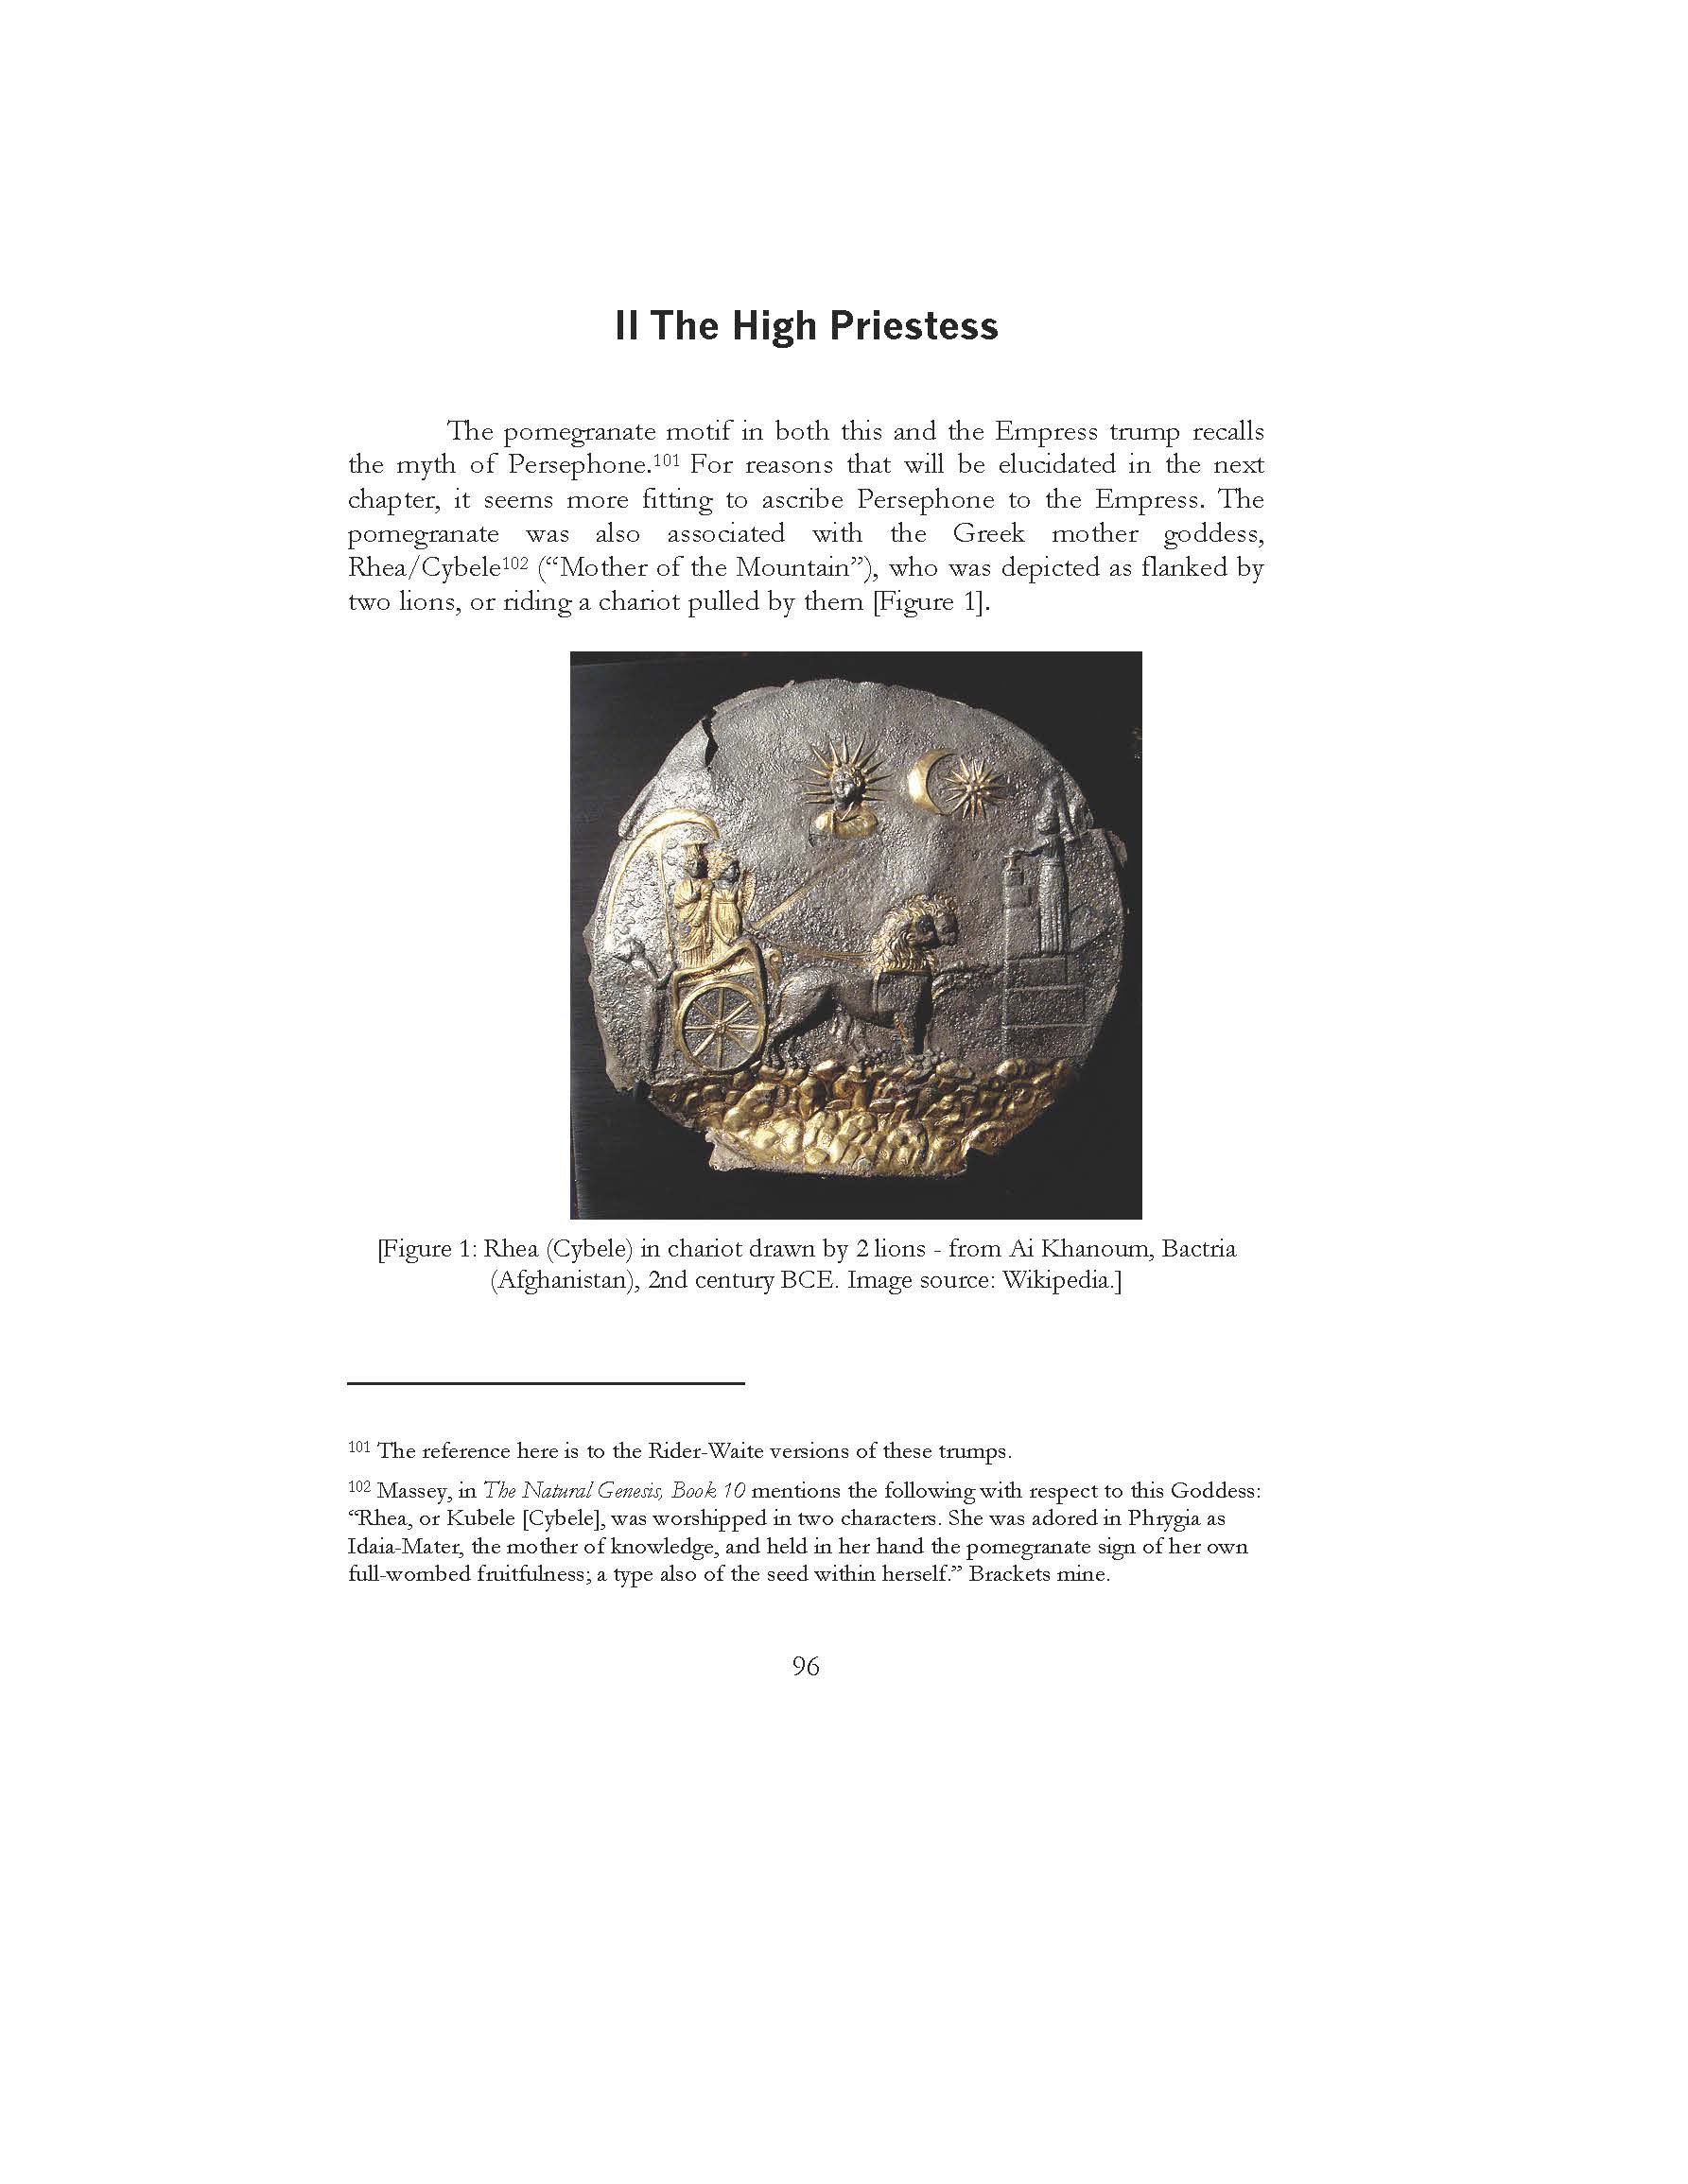 II The High Priestess
The pomegranate motif in both this and the Empress trump recalls
the myth of Persephone.101 For reasons that will be elucidated in the next
chapter, it seems more fitting to ascribe Persephone to the Empress. The
pomegranate was also associated with the Greek mother goddess,
Rhea/Cybele102 (“Mother of the Mountain”), who was depicted as flanked by
two lions, or riding a chariot pulled by them [Figure 1].
[Figure 1: Rhea (Cybele) in chariot drawn by 2 lions - from Ai Khanoum, Bactria
(Afghanistan), 2nd century BCE. Image source: Wikipedia.]
101 The reference here is to the Rider-Waite versions of these trumps.
102 Massey, in The Natural Genesis, Book 10 mentions the following with respect to this Goddess:
“Rhea, or Kubele [Cybele], was worshipped in two characters. She was adored in Phrygia as
Idaia-Mater, the mother of knowledge, and held in her hand the pomegranate sign of her own
full-wombed fruitfulness; a type also of the seed within herself.” Brackets mine.
96